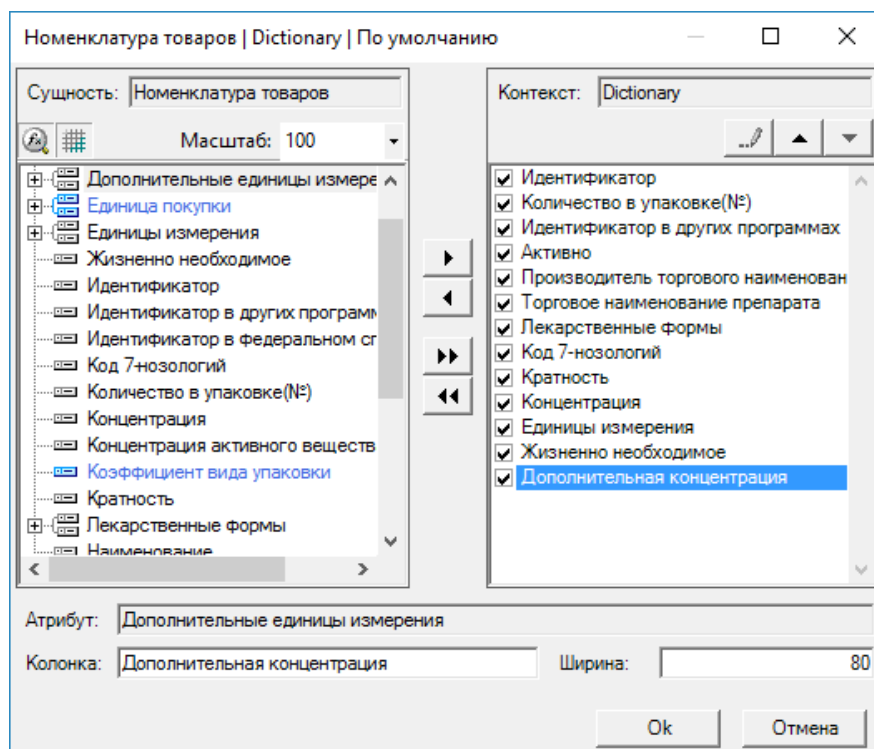 Номенклатура товаров | Dictionary | По умолчанию
Сущность: Номенклатура товаров
Масштаб: 100
Дополнительные единицы измере
Единица покупки
Единицы измерения
Жизненно необходимое
Идентификатор
Идентификатор в других программ
Идентификатор в федеральном сп
Код 7-нозологий
Количество в упаковке(№)
Концентрация
Концентрация активного веществ
Коэффициент вида упаковки
Кратность
Лекарственные формы
Наименование
Контекст: Dictionary
Идентификатор
Количество в упаковке(№)
Идентификатор в других программах
Активно
Производитель торгового наименован
Торговое наименование препарата
Лекарственные формы
Код 7-нозологий
Кратность
Концентрация
Единицы измерения
Жизненно необходимое
Дополнительная концентрация
Атрибут: Дополнительные единицы измерения
Колонка: Дополнительная концентрация Ширина: 80
Ok Отмена